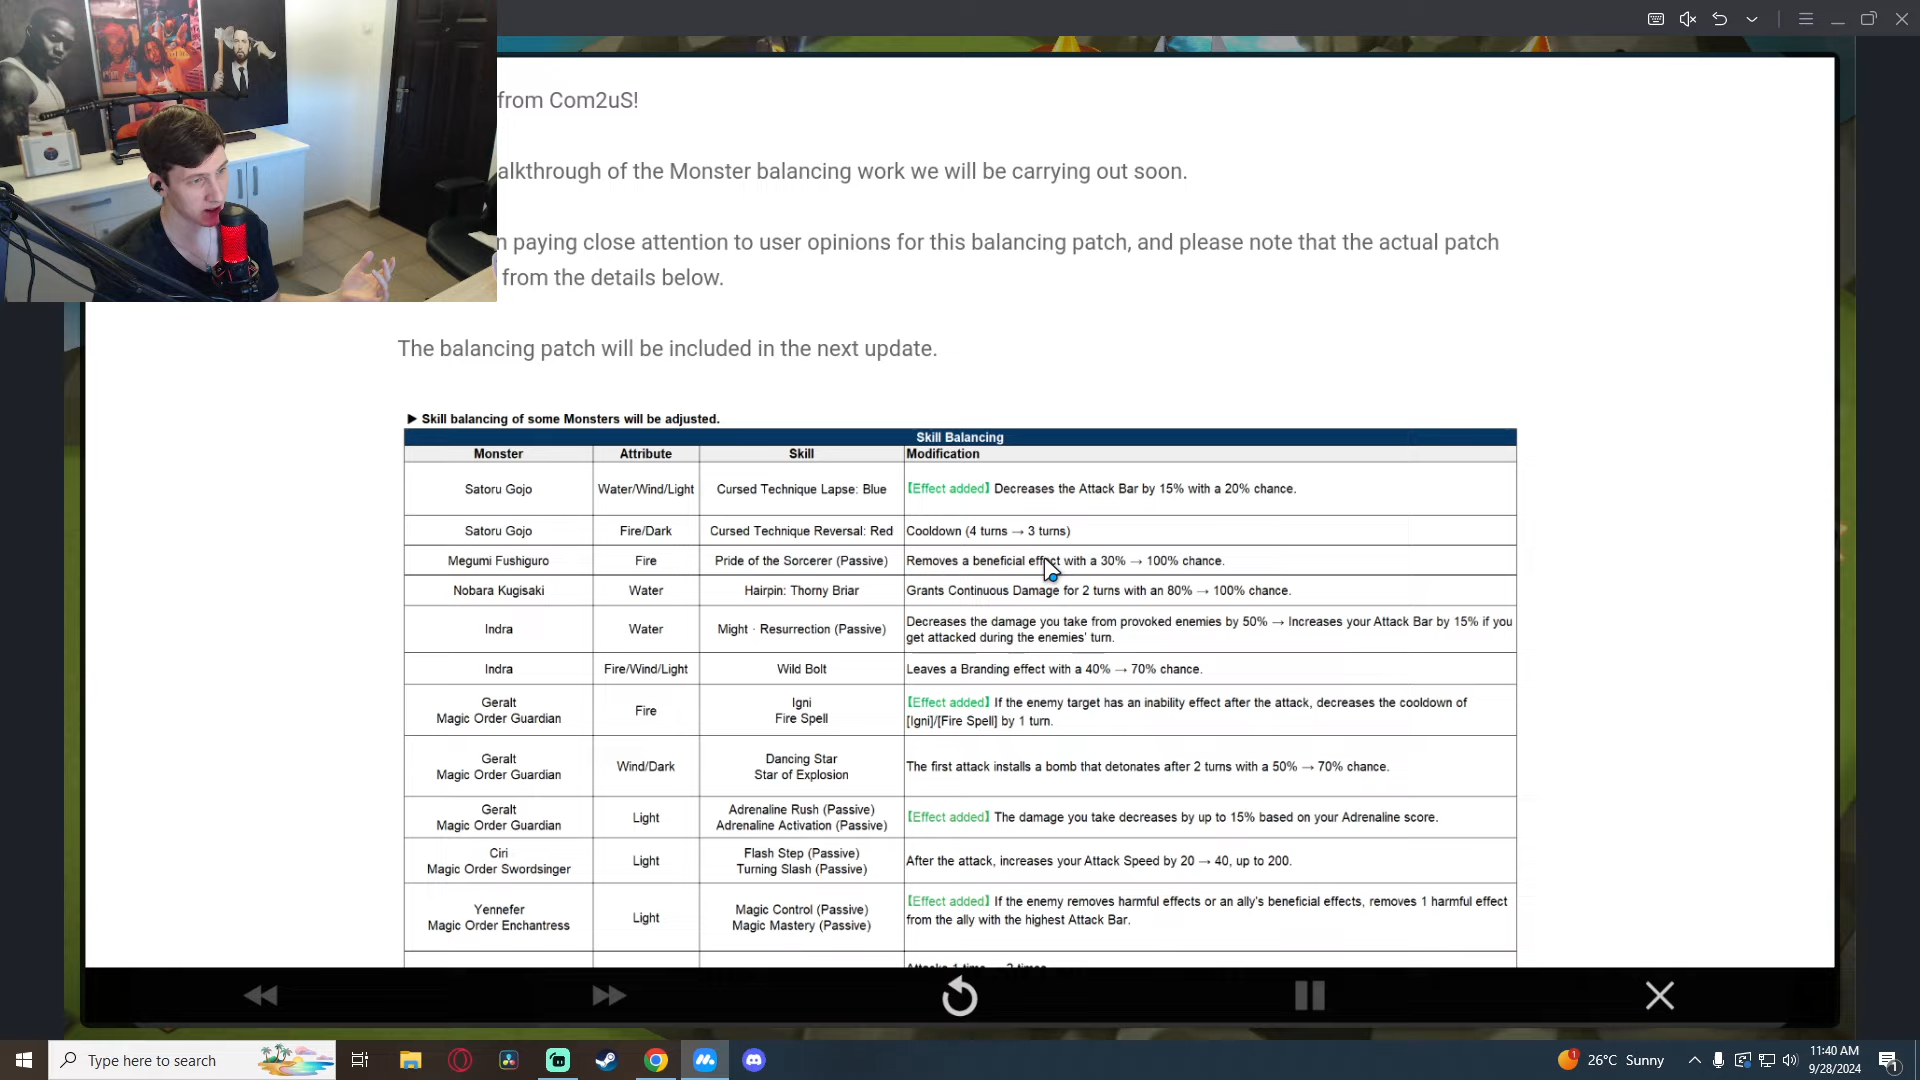 from Com2uS!
alkthrough of the Monster balancing work we will be carrying out soon.
n paying close attention to user opinions for this balancing patch, and please note that the actual patch
from the details below.
The balancing patch will be included in the next update.
▶ Skill balancing of some Monsters will be adjusted.
Skill Balancing
Monster Attribute Skill Modification
Satoru Gojo Water/Wind/Light Cursed Technique Lapse: Blue 【Effect added】 Decreases the Attack Bar by 15% with a 20% chance.
Satoru Gojo Fire/Dark Cursed Technique Reversal: Red Cooldown (4 turns → 3 turns)
Megumi Fushiguro Fire Pride of the Sorcerer (Passive) Removes a beneficial effect with a 30% → 100% chance.
Nobara Kugisaki Water Hairpin: Thorny Briar Grants Continuous Damage for 2 turns with an 80% → 100% chance.
Indra Water Might · Resurrection (Passive) Decreases the damage you take from provoked enemies by 50% → Increases your Attack Bar by 15% if you
get attacked during the enemies' turn.
Indra Fire/Wind/Light Wild Bolt Leaves a Branding effect with a 40% → 70% chance.
Geralt Igni 【Effect added】 If the enemy target has an inability effect after the attack, decreases the cooldown of
Magic Order Guardian Fire Fire Spell [Igni]/[Fire Spell] by 1 turn.
Geralt Dancing Star
Magic Order Guardian Wind/Dark Star of Explosion The first attack installs a bomb that detonates after 2 turns with a 50% → 70% chance.
Geralt Adrenaline Rush (Passive)
Magic Order Guardian Light Adrenaline Activation (Passive) 【Effect added】 The damage you take decreases by up to 15% based on your Adrenaline score.
Ciri Flash Step (Passive)
Magic Order Swordsinger Light Turning Slash (Passive) After the attack, increases your Attack Speed by 20 → 40, up to 200.
Yennefer Magic Control (Passive) 【Effect added】 If the enemy removes harmful effects or an ally's beneficial effects, removes 1 harmful effect
Magic Order Enchantress Light Magic Mastery (Passive) from the ally with the highest Attack Bar.
Type here to search
26°C Sunny
11:40 AM
9/28/2024